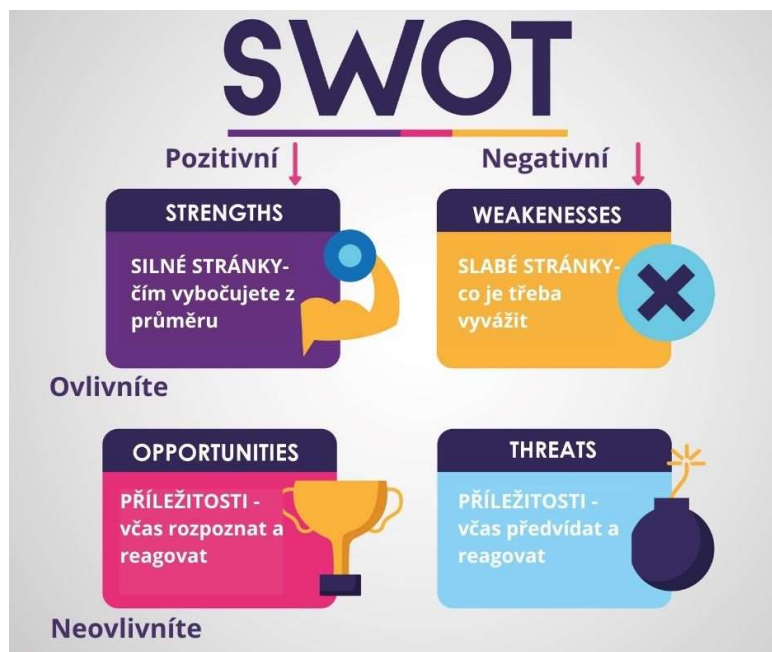 SWOT
Pozitivní
Negativní
STRENGTHS
SILNÉ STRÁNKY-
čím vybočujete z
průměru
WEAKENESSES
SLABÉ STRÁNKY-
co je třeba
vyvážit
Ovlivníte
OPPORTUNITIES
PŘÍLEŽITOSTI -
včas rozpoznat a
reagovat
THREATS
PŘÍLEŽITOSTI -
včas předvídat a
reagovat
Neovlivníte